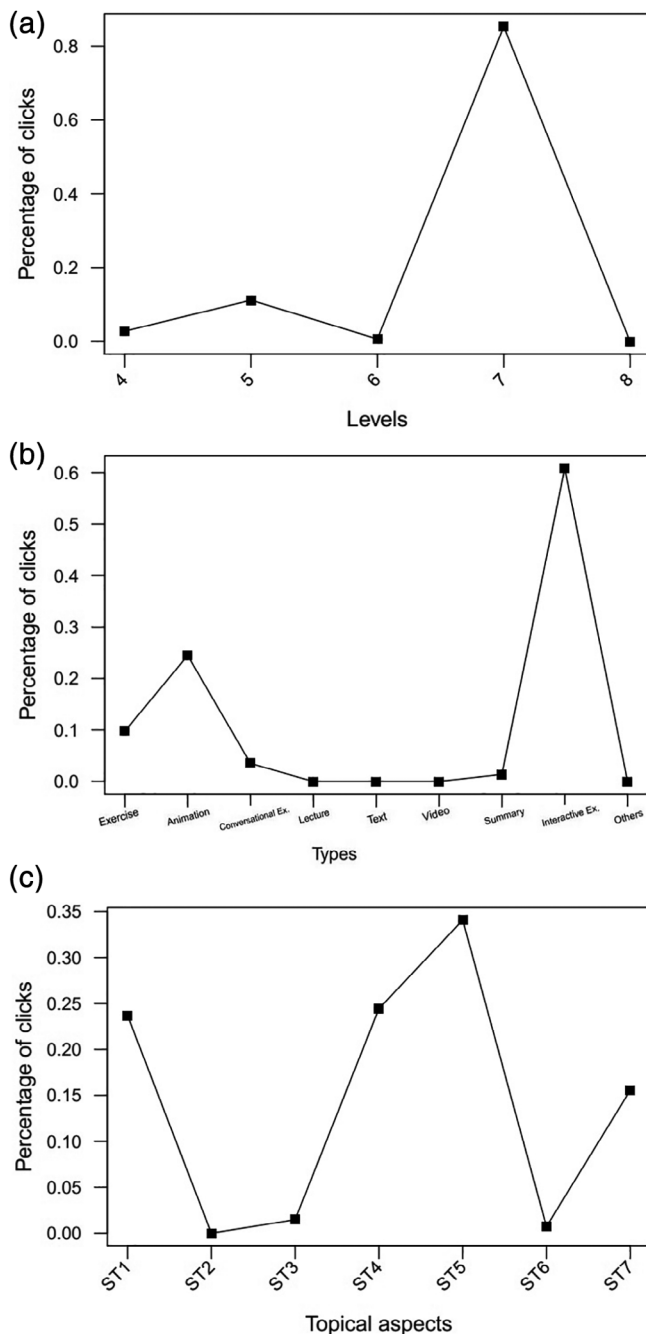 (a)
Percentage of clicks
0.8
0.6
0.4
0.2
0.0
4 5 6 7 8
Levels
(b)
Percentage of clicks
0.6
0.5
0.4
0.3
0.2
0.1
0.0
Exercise Animation Conversational Ex. Lecture Text Video Summary Interactive Ex. Others
Types
(c)
Percentage of clicks
0.35
0.30
0.25
0.20
0.15
0.10
0.05
0.00
ST1 ST2 ST3 ST4 ST5 ST6 ST7
Topical aspects